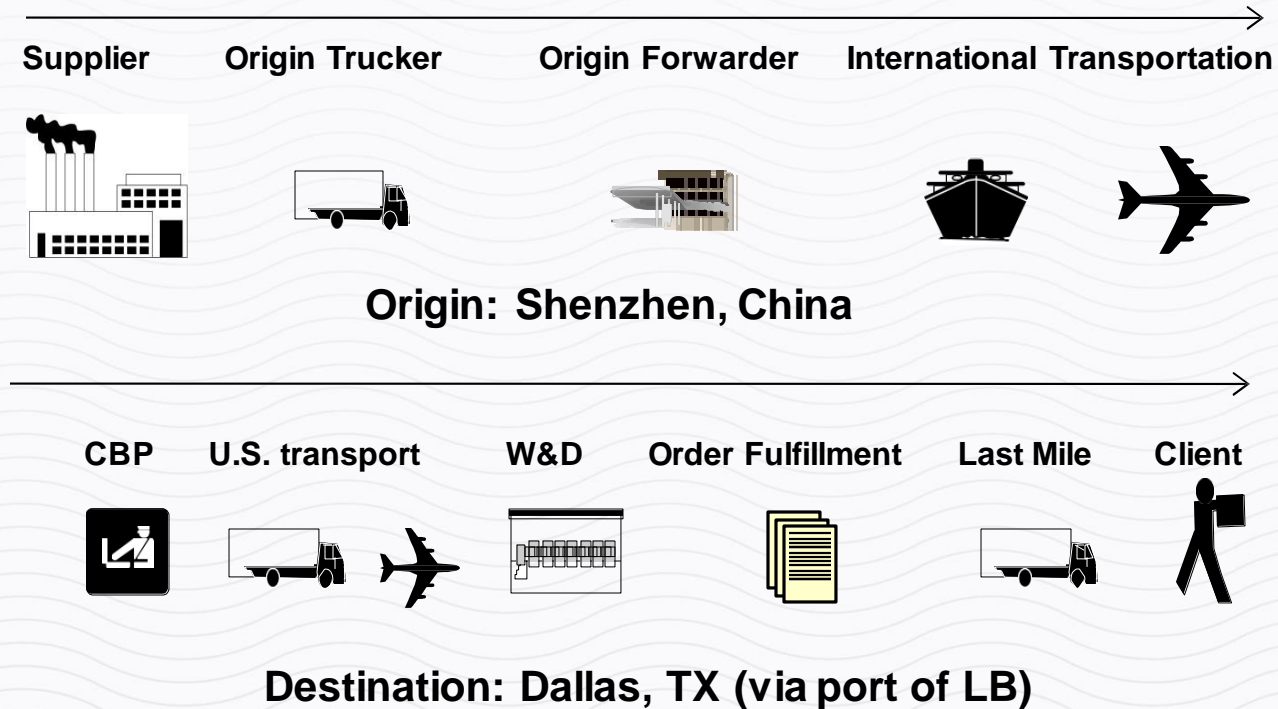 Supplier Origin Trucker Origin Forwarder International Transportation
Origin: Shenzhen, China
CBP U.S. transport W&D Order Fulfillment Last Mile Client
Destination: Dallas, TX (via port of LB)